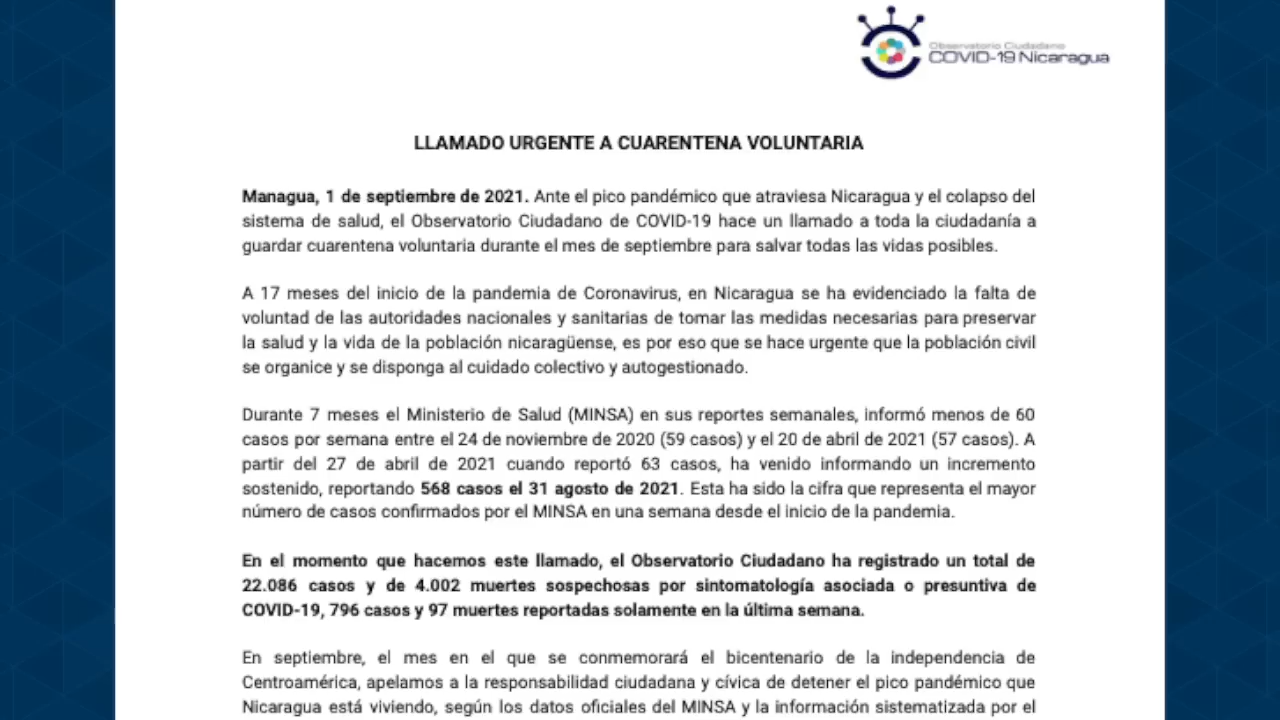 Observatorio Ciudadano
COVID-19 Nicaragua
LLAMADO URGENTE A CUARENTENA VOLUNTARIA
Managua, 1 de septiembre de 2021. Ante el pico pandémico que atraviesa Nicaragua y el colapso del
sistema de salud, el Observatorio Ciudadano de COVID-19 hace un llamado a toda la ciudadanía a
guardar cuarentena voluntaria durante el mes de septiembre para salvar todas las vidas posibles.
A 17 meses del inicio de la pandemia de Coronavirus, en Nicaragua se ha evidenciado la falta de
voluntad de las autoridades nacionales y sanitarias de tomar las medidas necesarias para preservar
la salud y la vida de la población nicaragüense, es por eso que se hace urgente que la población civil
se organice y se disponga al cuidado colectivo y autogestionado.
Durante 7 meses el Ministerio de Salud (MINSA) en sus reportes semanales, informó menos de 60
casos por semana entre el 24 de noviembre de 2020 (59 casos) y el 20 de abril de 2021 (57 casos). A
partir del 27 de abril de 2021 cuando reportó 63 casos, ha venido informando un incremento
sostenido, reportando 568 casos el 31 agosto de 2021. Esta ha sido la cifra que representa el mayor
número de casos confirmados por el MINSA en una semana desde el inicio de la pandemia.
En el momento que hacemos este llamado, el Observatorio Ciudadano ha registrado un total de
22.086 casos y de 4.002 muertes sospechosas por sintomatología asociada o presuntiva de
COVID-19, 796 casos y 97 muertes reportadas solamente en la última semana.
En septiembre, el mes en el que se conmemorará el bicentenario de la independencia de
Centroamérica, apelamos a la responsabilidad ciudadana y cívica de detener el pico pandémico que
Nicaragua está viviendo, según los datos oficiales del MINSA y la información sistematizada por el